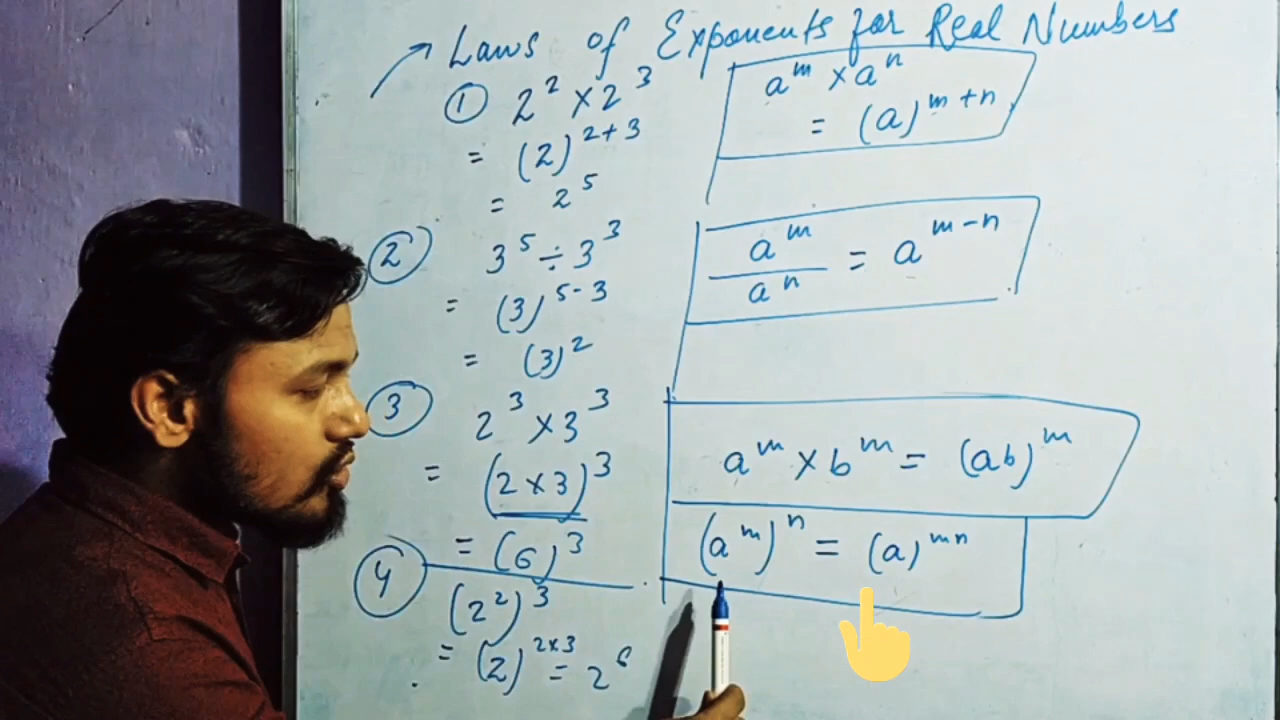 Laws of Exponents for Real Numbers
① 2² × 2³
= (2)²⁺³
= 2⁵
aᵐ × aⁿ
= (a)ᵐ⁺ⁿ
② 3⁵ ÷ 3³
= (3)⁵⁻³
= (3)²
aᵐ / aⁿ = aᵐ⁻ⁿ
③ 2³ × 3³
= (2 × 3)³
= (6)³
aᵐ × bᵐ = (ab)ᵐ
(aᵐ)ⁿ = (a)ᵐⁿ
④ (2²)³
= (2)²ˣ³ = 2⁶